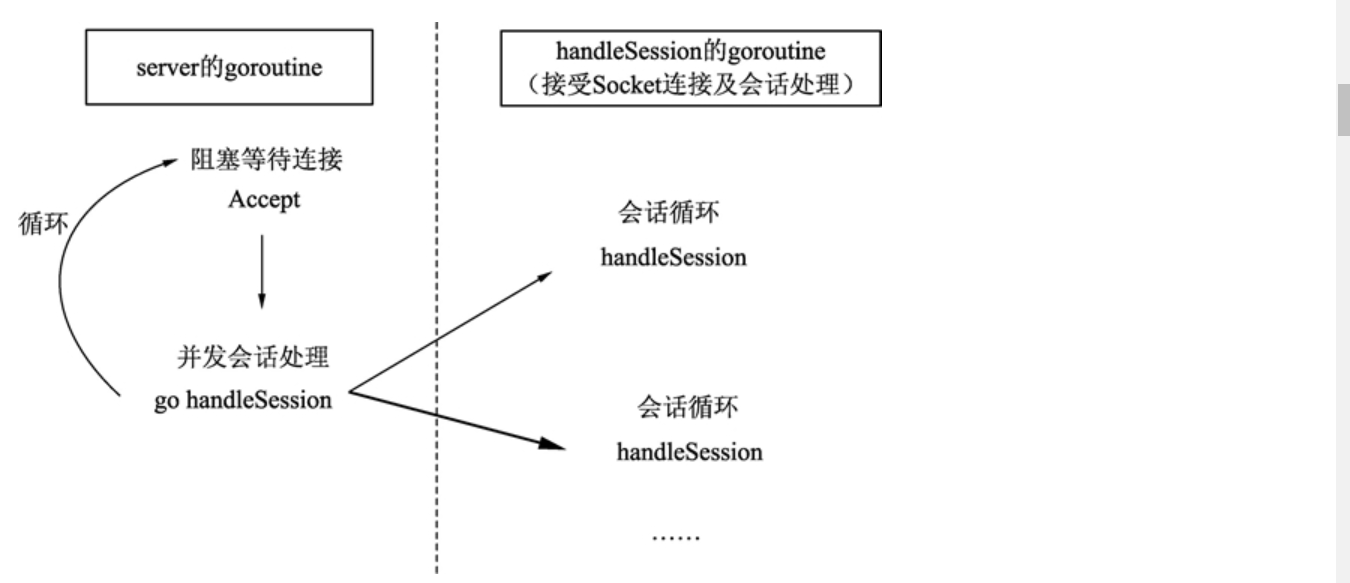 server的goroutine
handleSession的goroutine
（接受Socket连接及会话处理）
阻塞等待连接
Accept
循环
并发会话处理
go handleSession
会话循环
handleSession
会话循环
handleSession
……